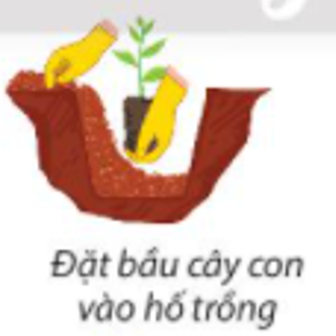 Đặt bầu cây con
vào hố trồng